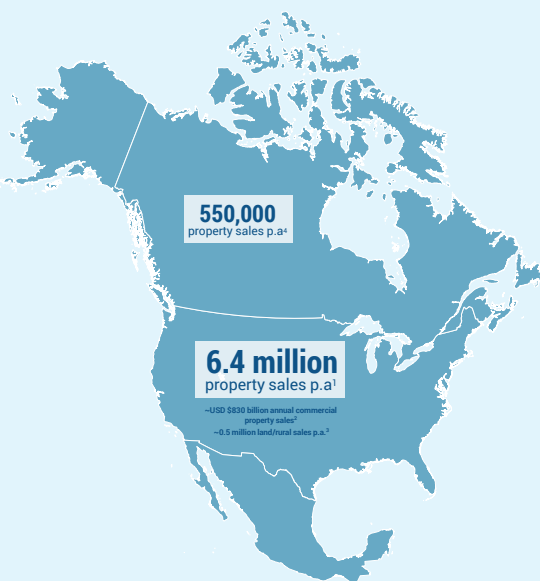 550,000
property sales p.a⁴
6.4 million
property sales p.a¹
~USD $830 billion annual commercial
property sales²
~0.5 million land/rural sales p.a.³